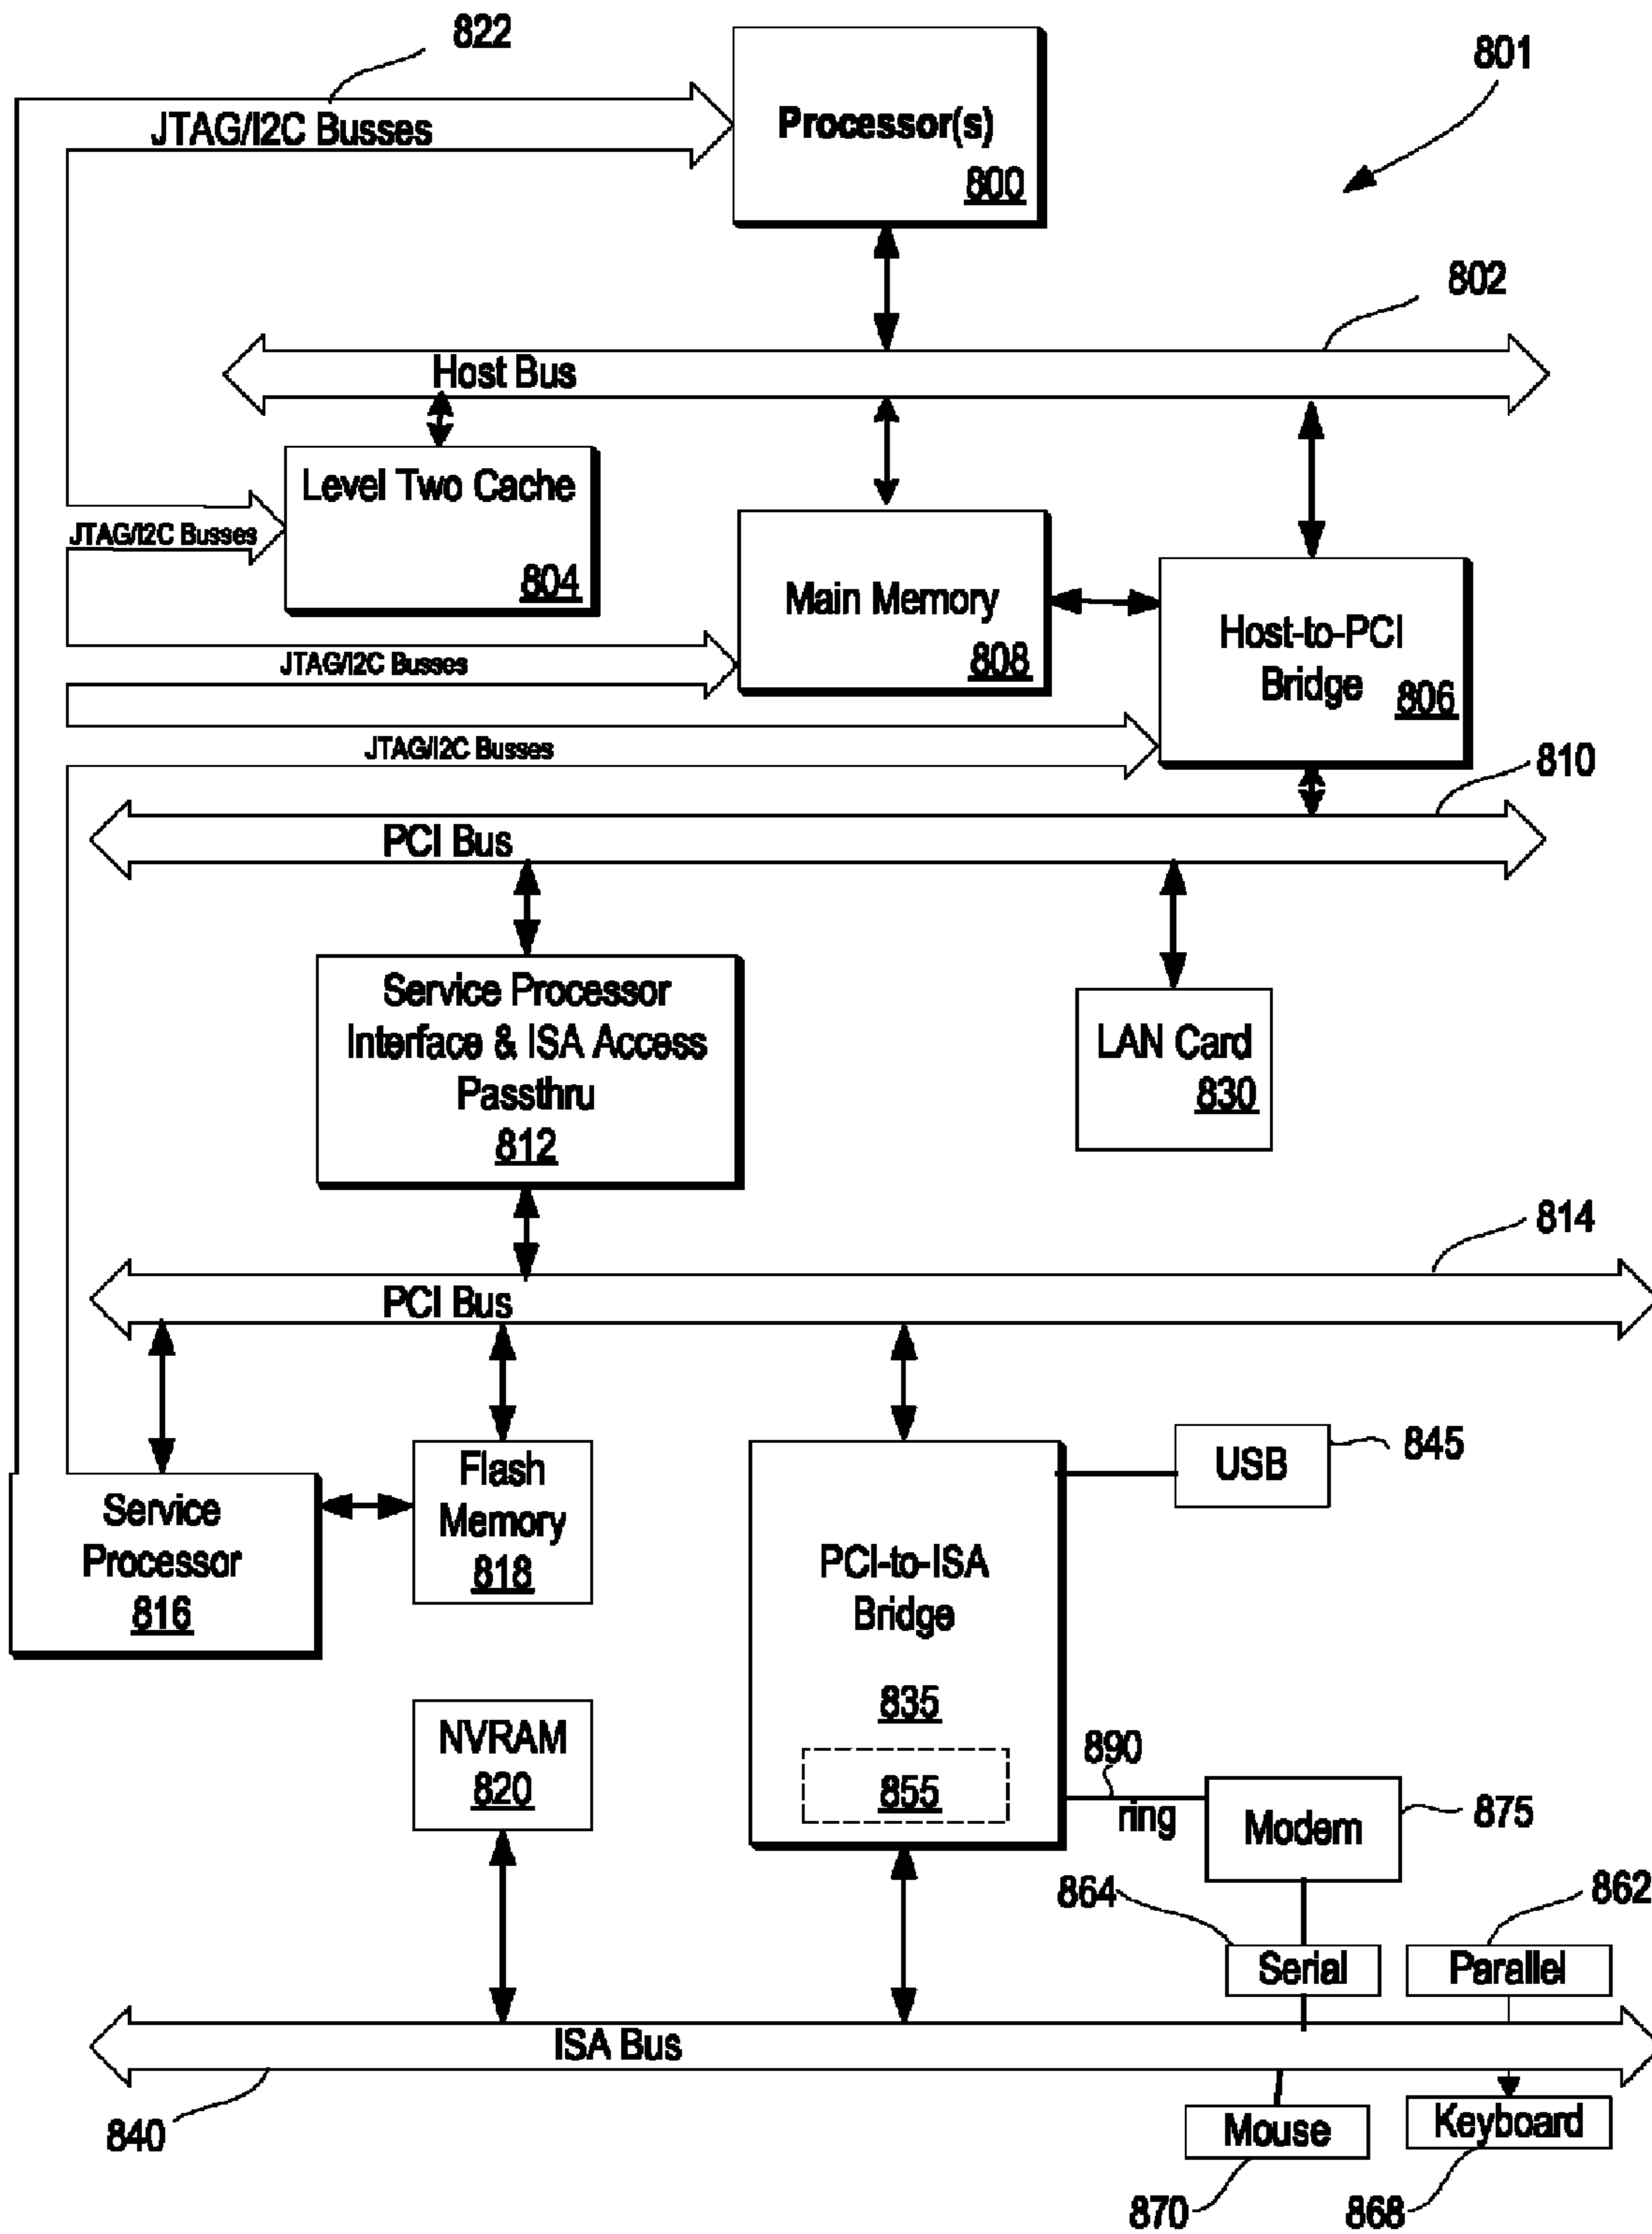 822
801
JTAG/I2C Busses
Processor(s)
800
802
Host Bus
Level Two Cache
804
JTAG/I2C Busses
Main Memory
808
Host-to-PCI
Bridge
806
JTAG/I2C Busses
JTAG/I2C Busses
810
PCI Bus
Service Processor
Interface & ISA Access
Passthru
812
LAN Card
830
814
PCI Bus
Service
Processor
816
Flash
Memory
818
PCI-to-ISA
Bridge
835
855
USB
845
NVRAM
820
890
ring
Modem
875
864
862
Serial
Parallel
ISA Bus
840
Mouse
Keyboard
870
868